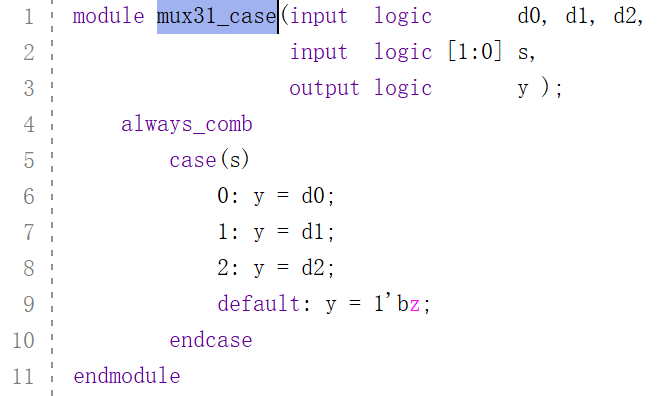 1 module mux31_case(input  logic       d0, d1, d2,
2                   input  logic [1:0] s,
3                   output logic       y );
4     always_comb
5         case(s)
6             0: y = d0;
7             1: y = d1;
8             2: y = d2;
9             default: y = 1'bz;
10         endcase
11 endmodule